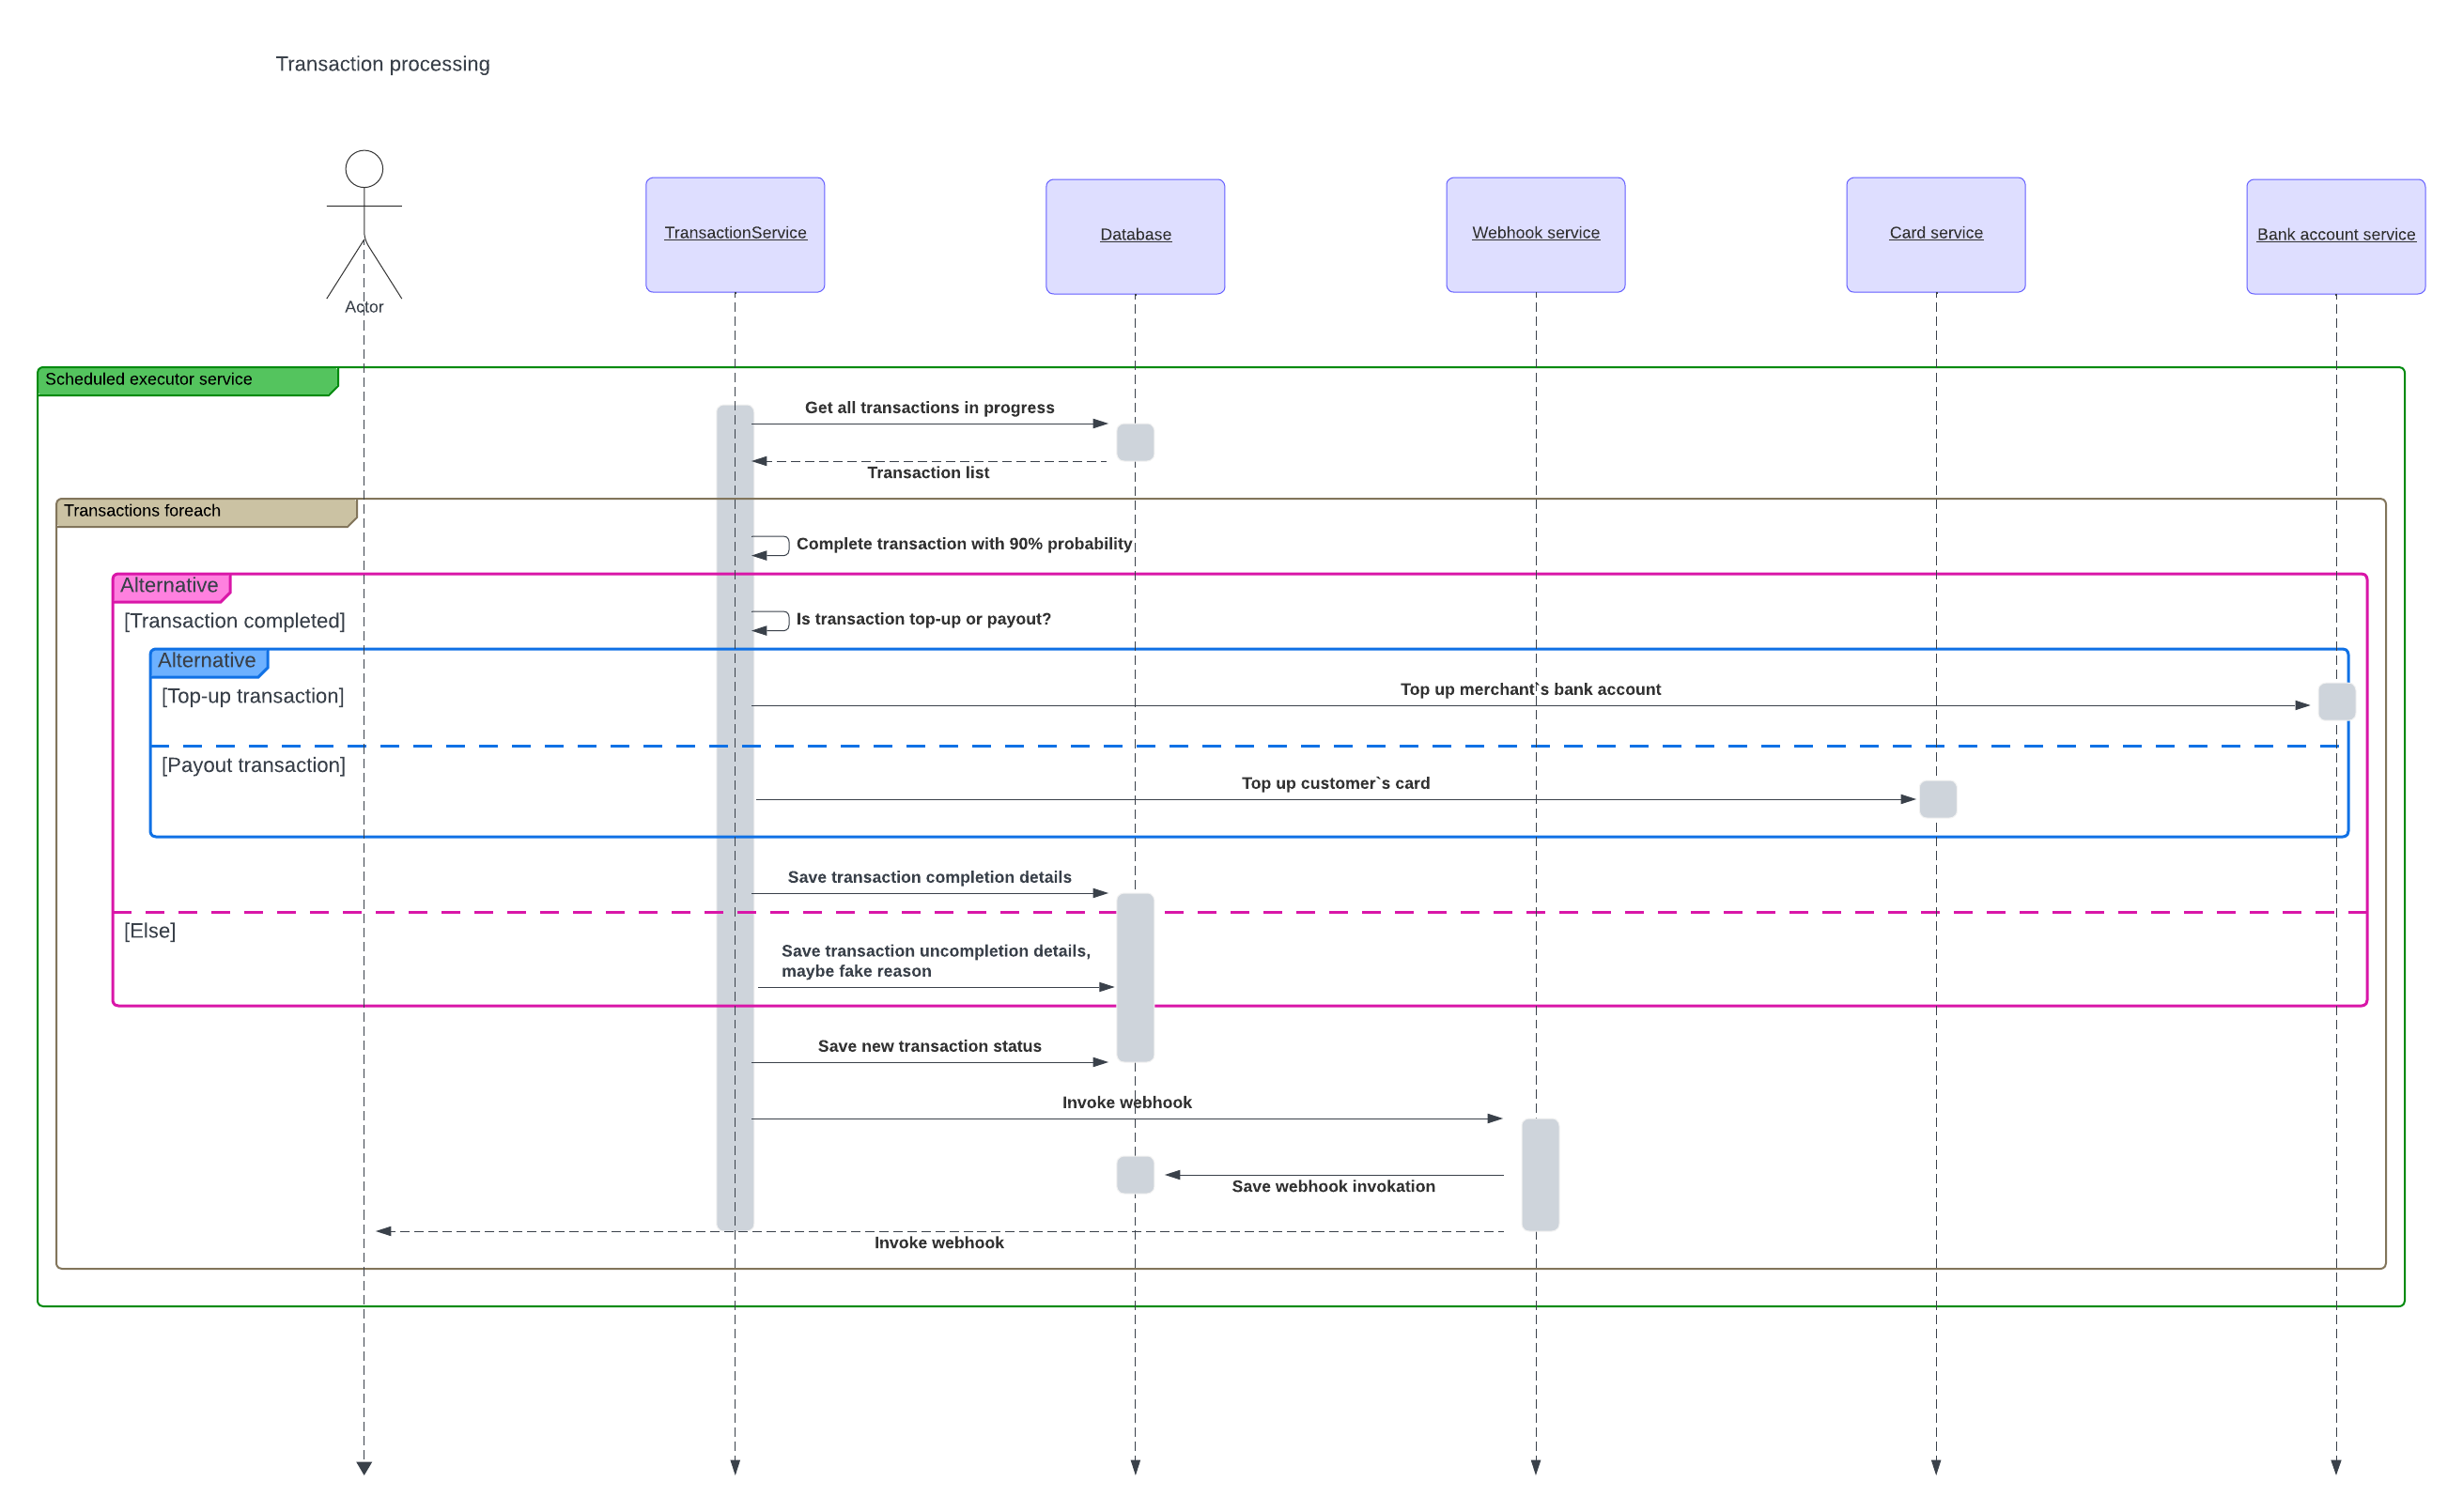 Transaction processing
Actor
TransactionService
Database
Webhook service
Card service
Bank account service
Scheduled executor service
Get all transactions in progress
Transaction list
Transactions foreach
Complete transaction with 90% probability
Alternative
[Transaction completed]
Is transaction top-up or payout?
Alternative
[Top-up transaction]
Top up merchant`s bank account
[Payout transaction]
Top up customer`s card
Save transaction completion details
[Else]
Save transaction uncompletion details,
maybe fake reason
Save new transaction status
Invoke webhook
Save webhook invokation
Invoke webhook